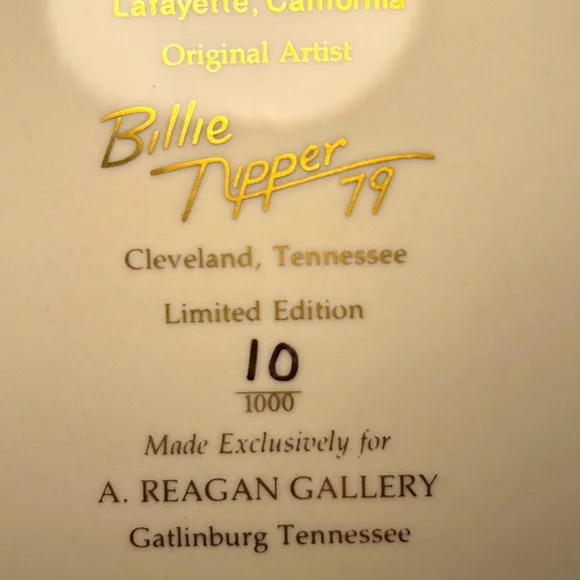 Lafayette, California
Original Artist
Billie
Nipper 79
Cleveland, Tennessee
Limited Edition
10
1000
Made Exclusively for
A. REAGAN GALLERY
Gatlinburg Tennessee